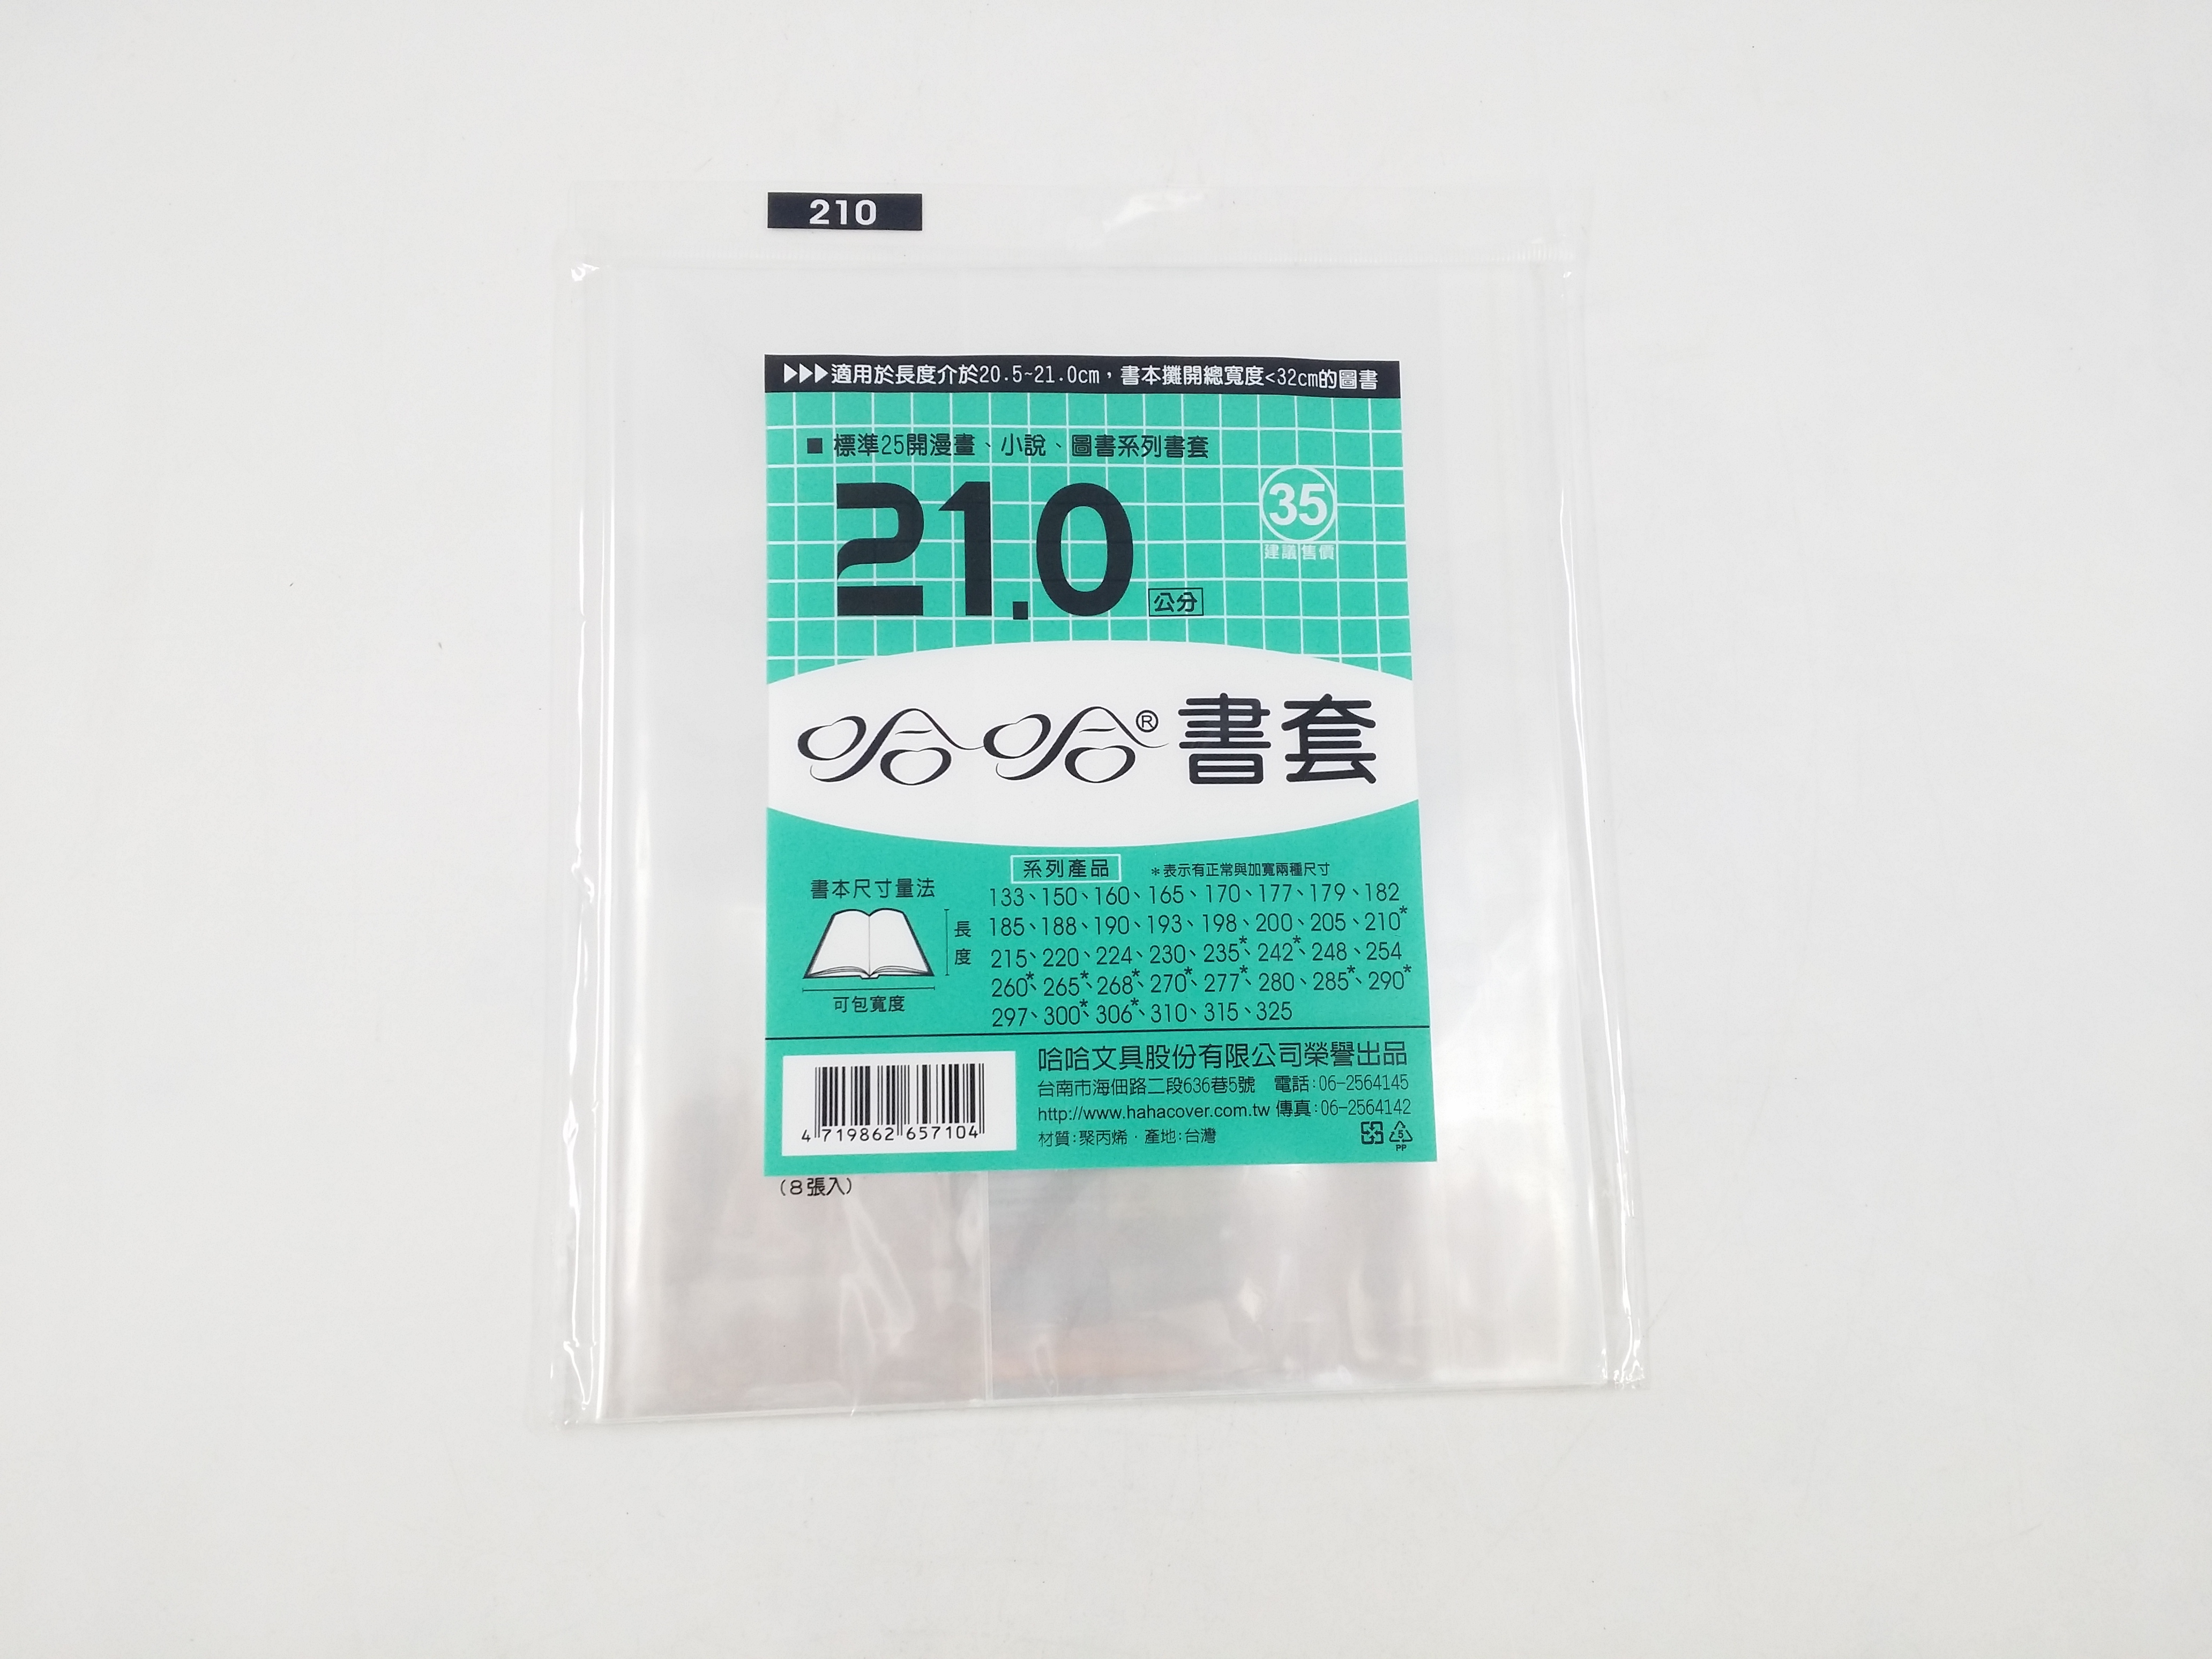 210
▶▶▶適用於長度介於20.5~21.0cm，書本攤開總寬度<32cm的圖書
■ 標準25開漫畫、小說、圖書系列書套
21.0 公分
35
建議售價
哈哈®書套
系列產品 *表示有正常與加寬兩種尺寸
133、150、160、165、170、177、179、182
185、188、190、193、198、200、205、210*
215、220、224、230、235*、242*、248、254
260*、265*、268*、270*、277*、280、285*、290*
297、300*、306*、310、315、325
書本尺寸量法
長度
可包寬度
4 719862 657104
哈哈文具股份有限公司榮譽出品
台南市海佃路二段636巷5號 電話:06-2564145
http://www.hahacover.com.tw 傳真:06-2564142
材質:聚丙烯·產地:台灣
5
PP
(8張入)